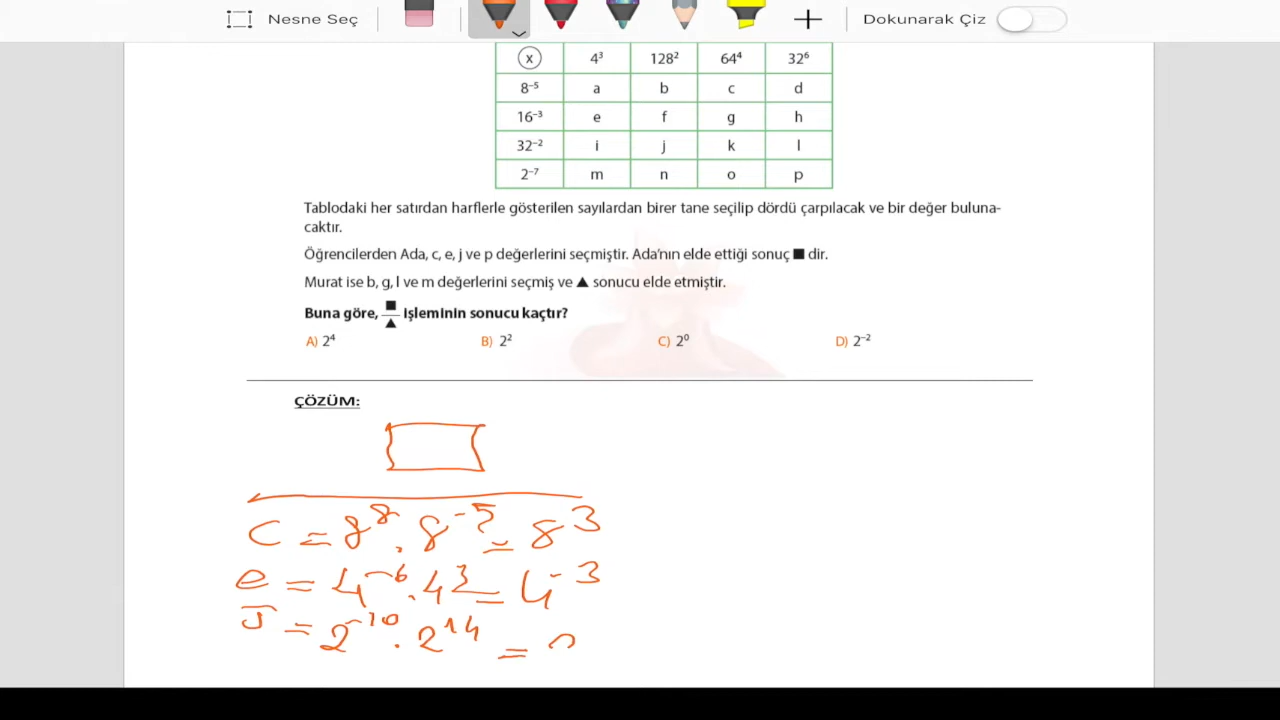 Nesne Seç Dokunarak Çiz
x 4³ 128² 64⁴ 32⁶
8⁻⁵ a b c d
16⁻³ e f g h
32⁻² i j k l
2⁻⁷ m n o p
Tablodaki her satırdan harflerle gösterilen sayılardan birer tane seçilip dördü çarpılacak ve bir değer buluna-
caktır.
Öğrencilerden Ada, c, e, j ve p değerlerini seçmiştir. Ada’nın elde ettiği sonuç ■ dir.
Murat ise b, g, l ve m değerlerini seçmiş ve ▲ sonucu elde etmiştir.
Buna göre, ■/▲ işleminin sonucu kaçtır?
A) 2⁴ B) 2² C) 2⁰ D) 2⁻²
ÇÖZÜM:
c = 8⁸ . 8⁻⁵ = 8³
e = 4⁻⁶ . 4³ = 4⁻³
J = 2⁻¹⁰ . 2¹⁴ =